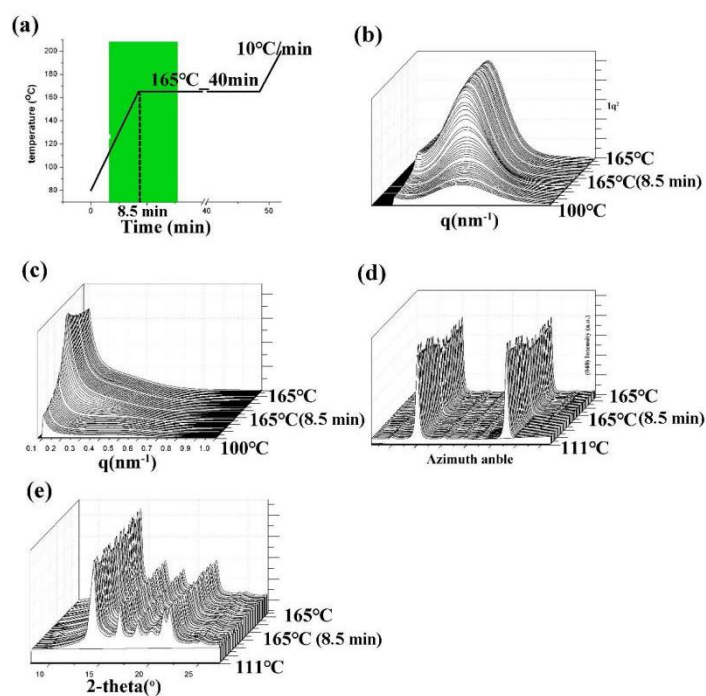 (a)
200
180
160
140
120
100
80
temperature (°C)
10°C/min
165°C_40min
8.5 min
0
40
50
Time (min)
(b)
Iq²
165°C
165°C(8.5 min)
100°C
q(nm⁻¹)
(c)
165°C
165°C(8.5 min)
100°C
0.1 0.2 0.3 0.4 0.5 0.6 0.7 0.8 0.9 1.0
q(nm⁻¹)
(d)
(040) Intensity (a.u.)
165°C
165°C(8.5 min)
111°C
Azimuth anble
(e)
165°C
165°C (8.5 min)
111°C
10 15 20 25
2-theta(°)